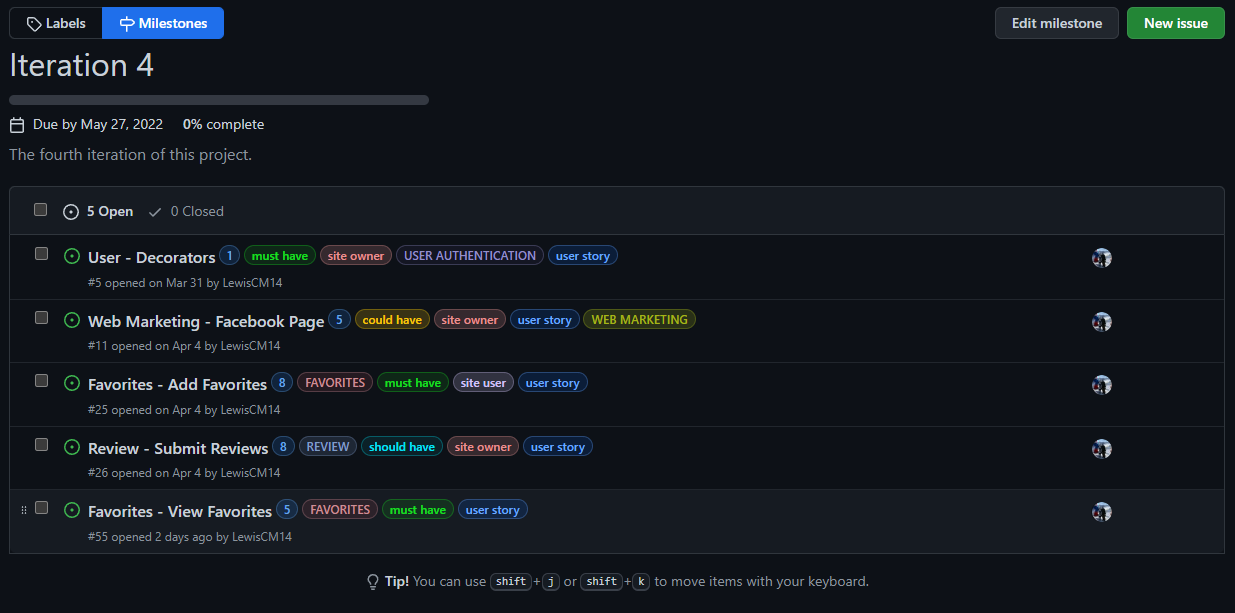 Labels Milestones Edit milestone New issue
Iteration 4
Due by May 27, 2022 0% complete
The fourth iteration of this project.
5 Open 0 Closed
User - Decorators 1 must have site owner USER AUTHENTICATION user story
#5 opened on Mar 31 by LewisCM14
Web Marketing - Facebook Page 5 could have site owner user story WEB MARKETING
#11 opened on Apr 4 by LewisCM14
Favorites - Add Favorites 8 FAVORITES must have site user user story
#25 opened on Apr 4 by LewisCM14
Review - Submit Reviews 8 REVIEW should have site owner user story
#26 opened on Apr 4 by LewisCM14
Favorites - View Favorites 5 FAVORITES must have user story
#55 opened 2 days ago by LewisCM14
Tip! You can use shift+j or shift+k to move items with your keyboard.